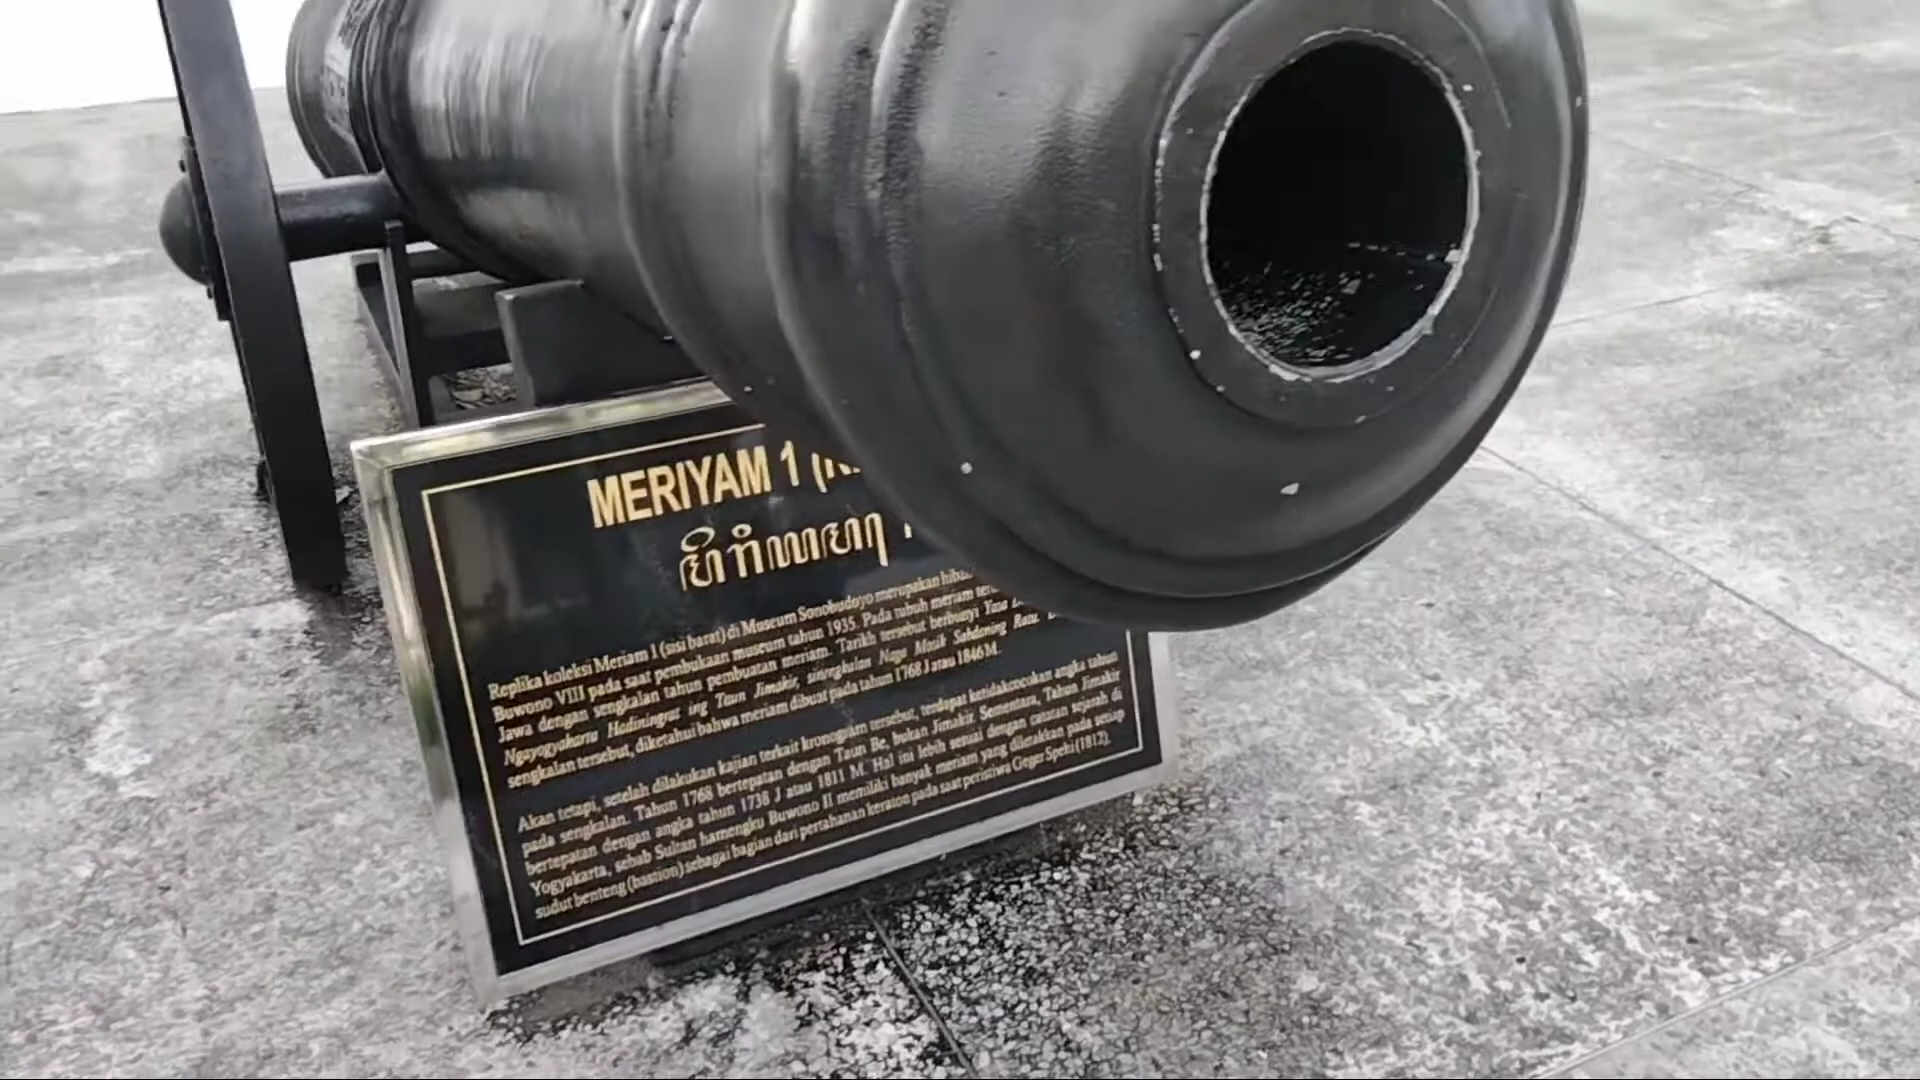 MERIYAM 1
Replika koleksi Meriam I (sisi barat) di Museum Sonobudoyo merupakan
Buwono VIII pada saat pembukaan museum tahun 1935. Pada tubuh meriam
Jawa dengan sengkalan tahun pembuatan meriam. Tarikh tersebut berbunyi Yasa
Ngayogyakarta Hadiningrat ing Taun Jimakir, sinengkalan Naga Musik Sabdaning Ratu.
sengkalan tersebut, diketahui bahwa meriam dibuat pada tahun 1768 J atau 1846 M.
Akan tetapi, setelah dilakukan kajian terkait kronogram tersebut, terdapat ketidakcocokan angka tahun
pada sengkalan. Tahun 1768 bertepatan dengan Taun Be, bukan Jimakir. Sementara, Tahun Jimakir
bertepatan dengan angka tahun 1738 J atau 1811 M. Hal ini lebih sesuai dengan catatan sejarah di
Yogyakarta, sebab Sultan hamengku Buwono II memiliki banyak meriam yang diletakkan pada setiap
sudut benteng (bastion) sebagai bagian dari pertahanan keraton pada saat peristiwa Geger Spehi (1812).